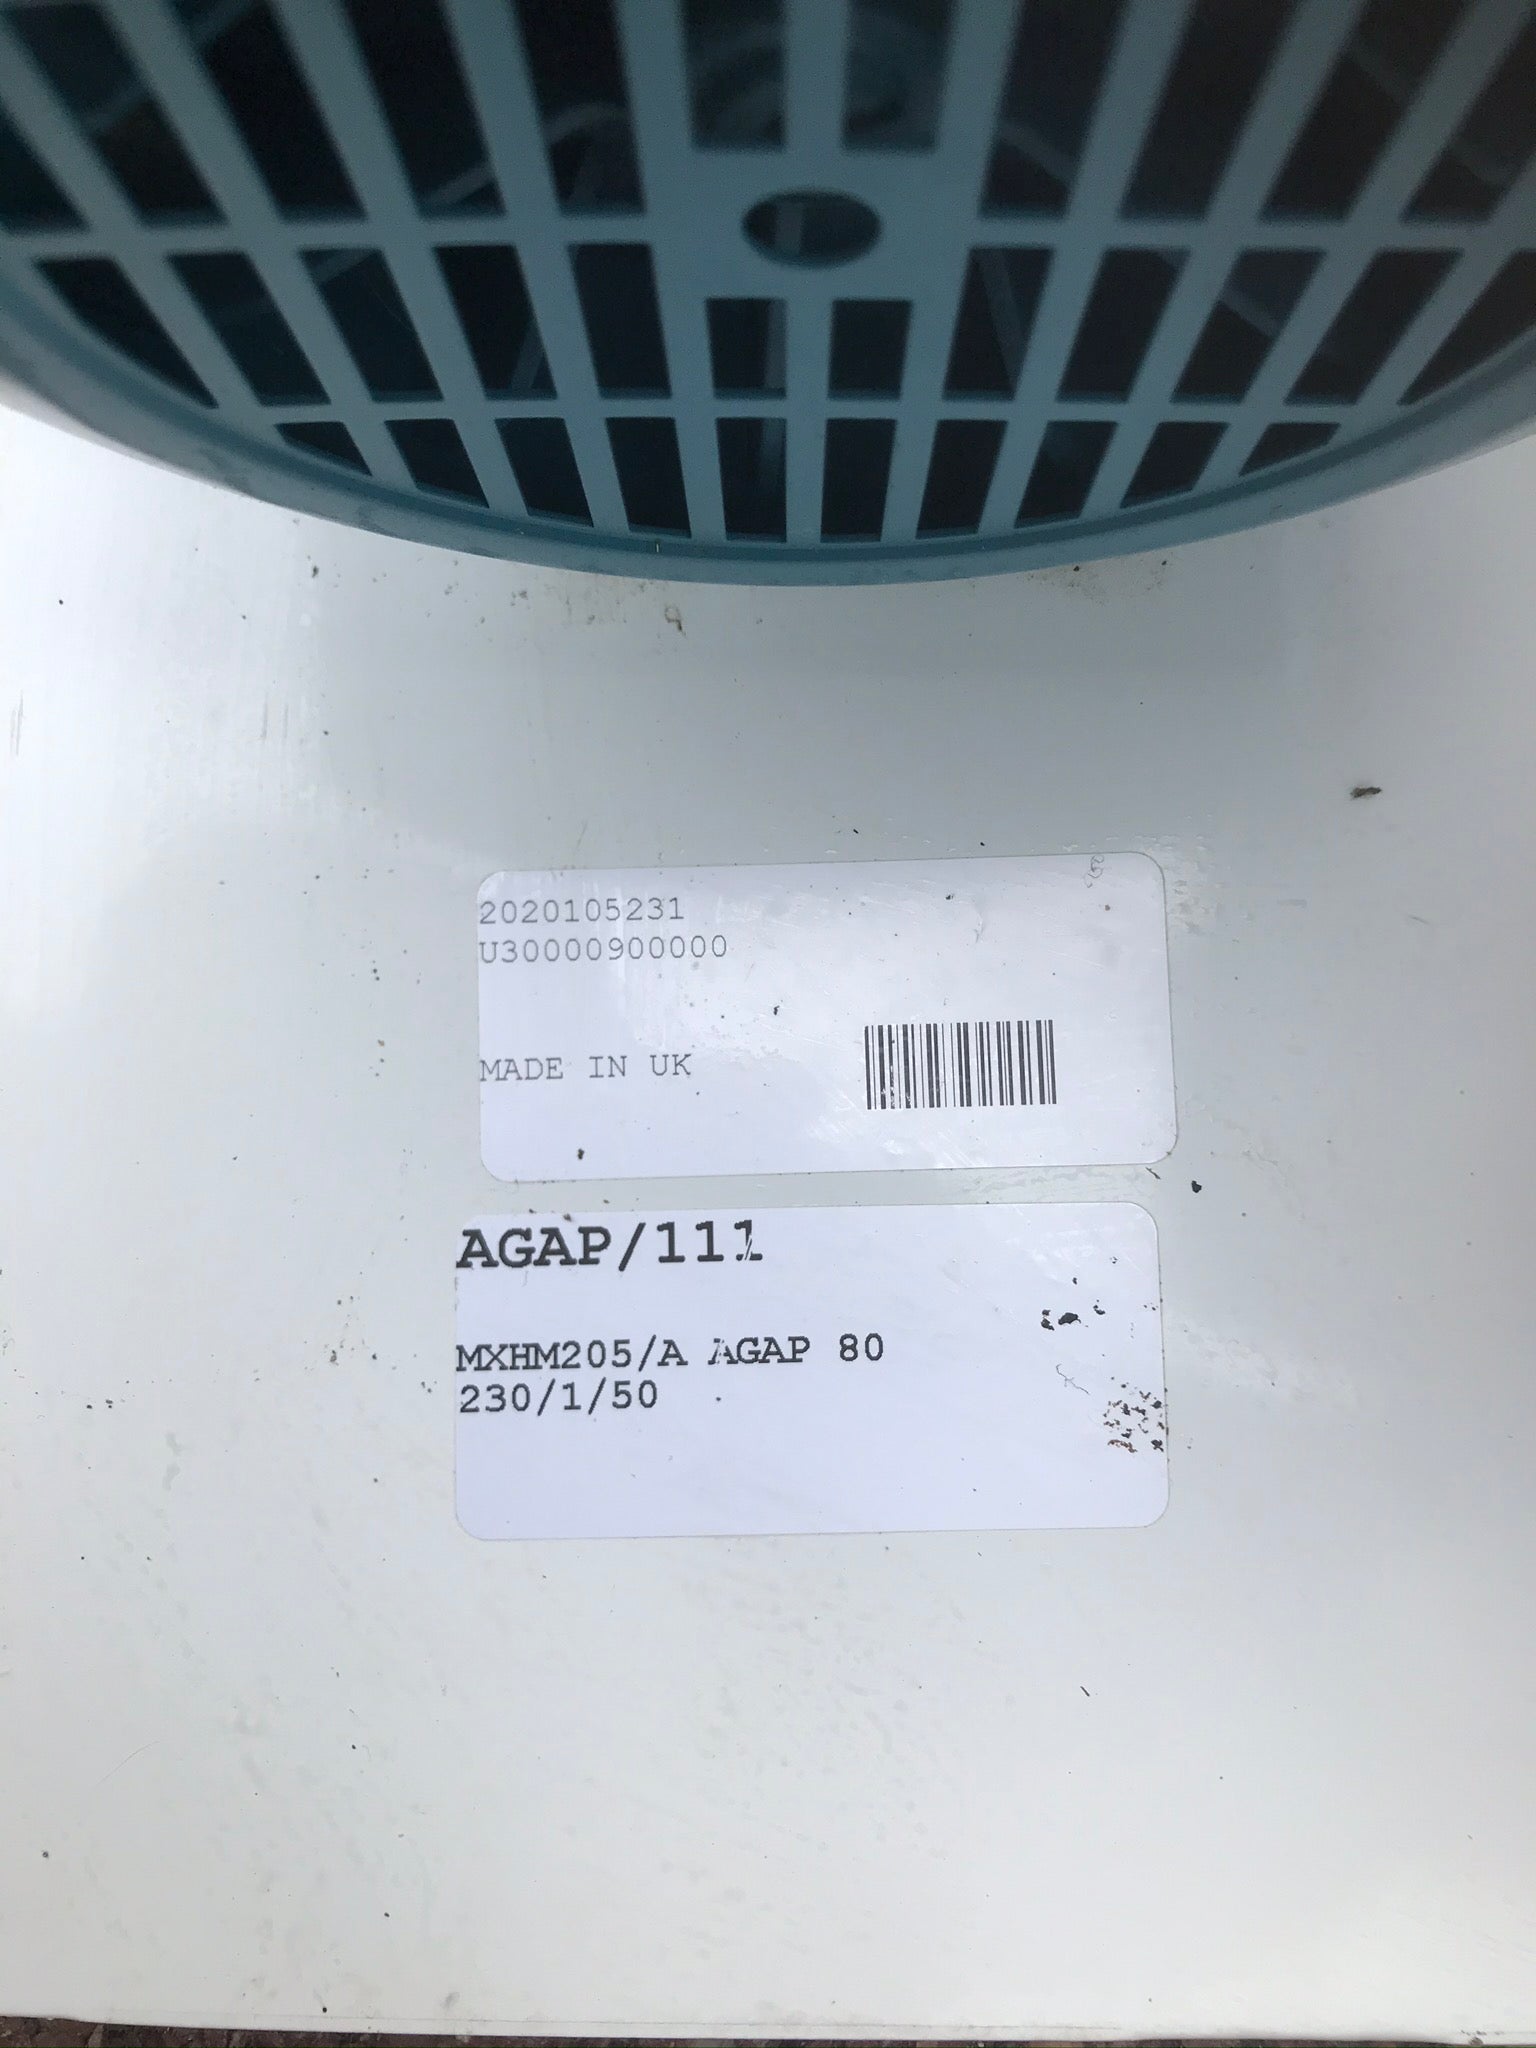 2020105231
U30000900000
MADE IN UK
AGAP/111
MXHM205/A AGAP 80
230/1/50